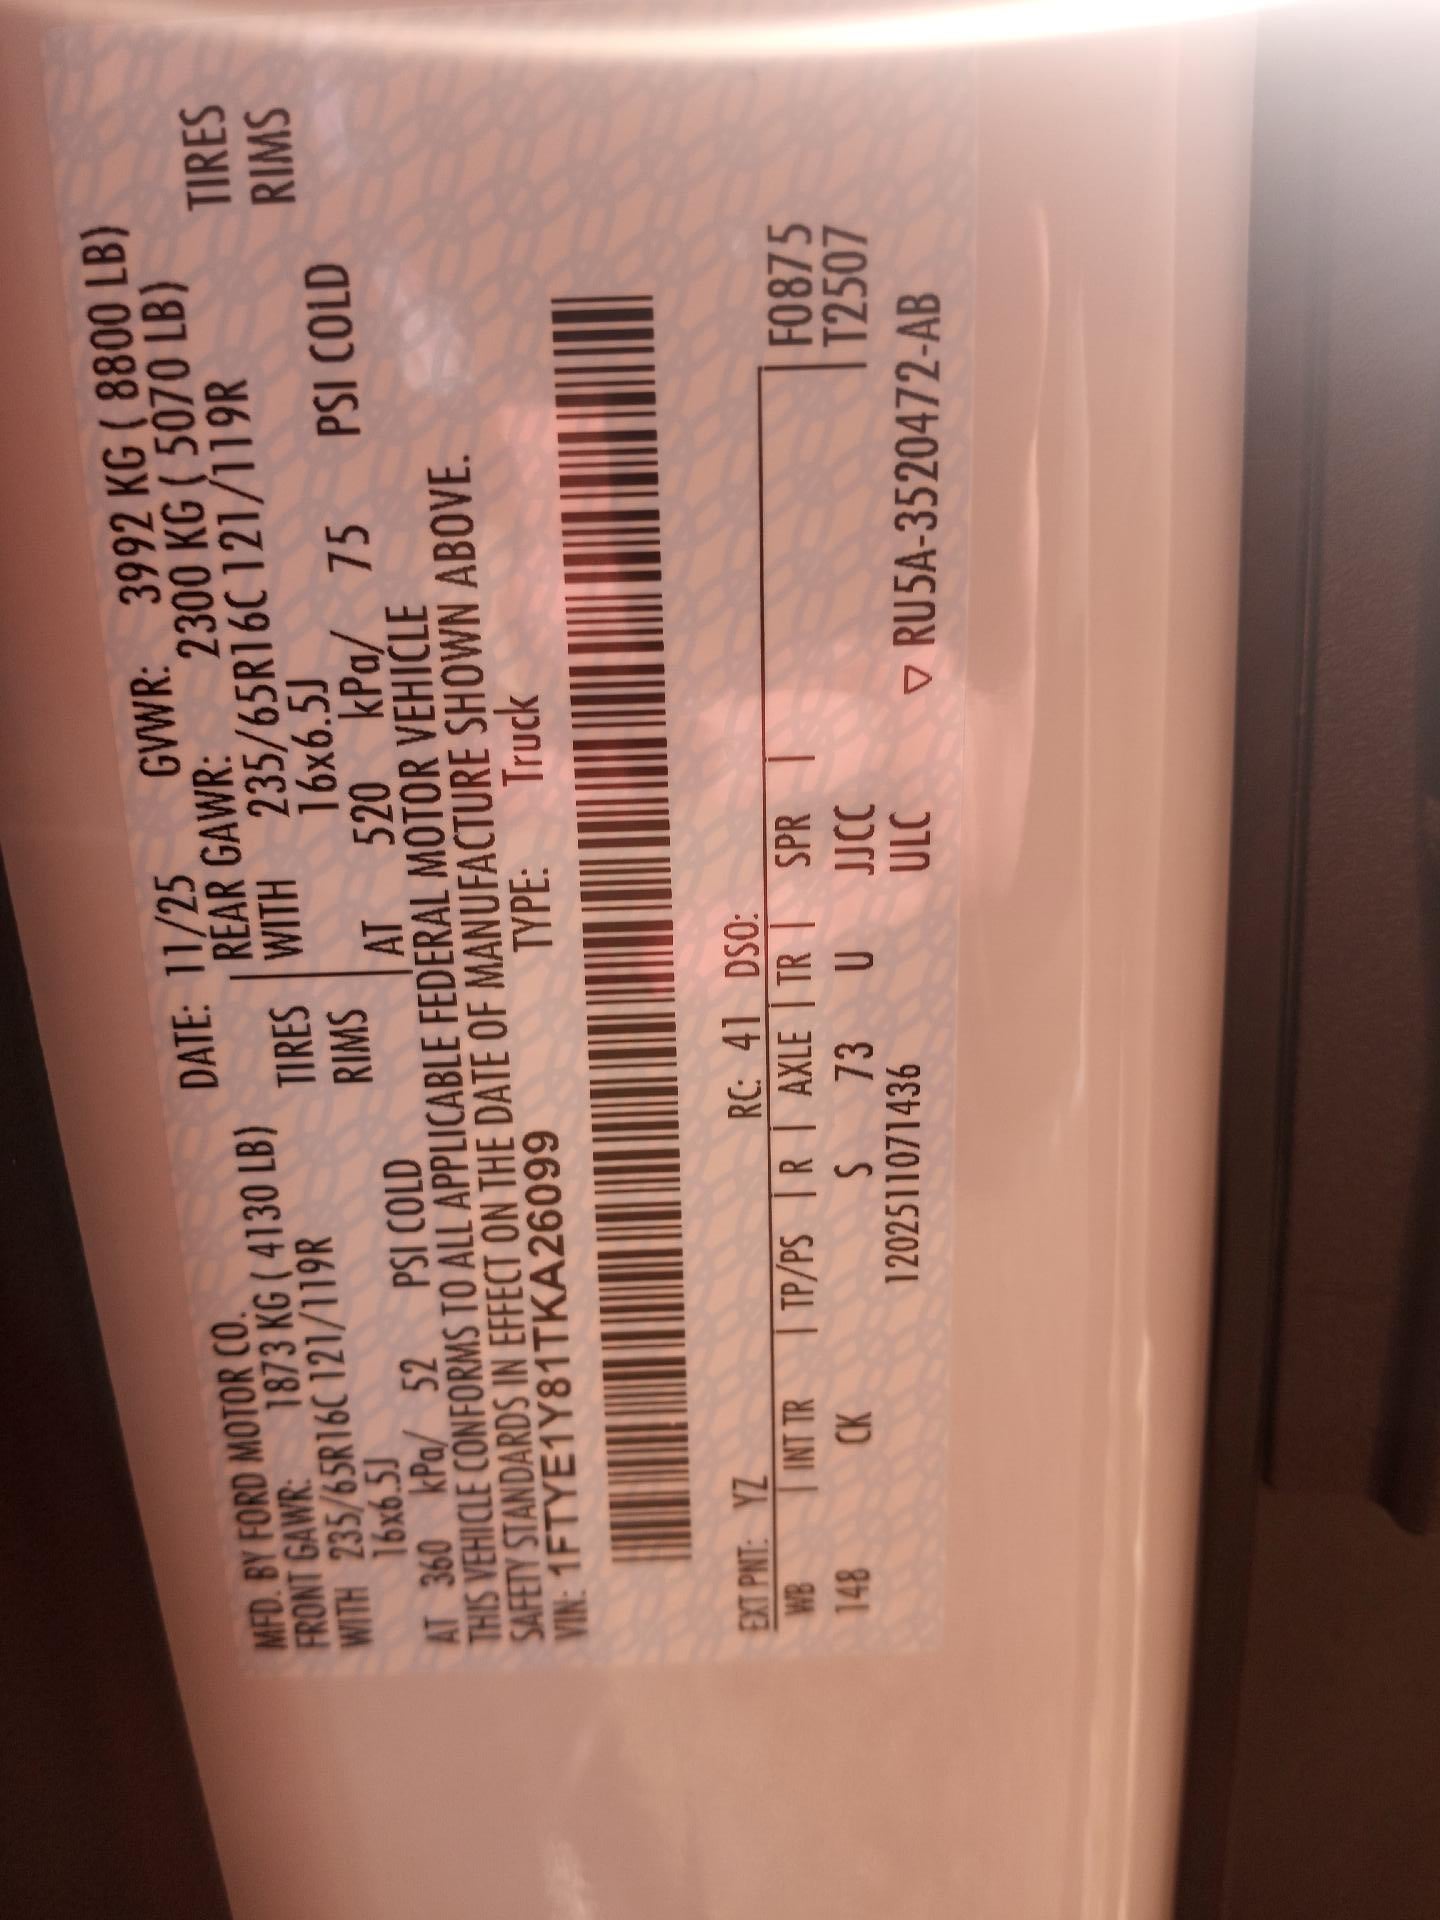 MFD. BY FORD MOTOR CO. DATE: 11/25 GVWR: 3992 KG ( 8800 LB)
FRONT GAWR: 1873 KG ( 4130 LB) REAR GAWR: 2300 KG ( 5070 LB)
WITH 235/65R16C 121/119R TIRES WITH 235/65R16C 121/119R TIRES
16x6.5J RIMS 16x6.5J RIMS
AT 360 kPa/ 52 PSI COLD AT 520 kPa/ 75 PSI COLD
THIS VEHICLE CONFORMS TO ALL APPLICABLE FEDERAL MOTOR VEHICLE
SAFETY STANDARDS IN EFFECT ON THE DATE OF MANUFACTURE SHOWN ABOVE.
VIN: 1FTYE1Y81TKA26099 TYPE: Truck
EXT PNT: YZ RC: 41 DSO:
WB | INT TR | TP/PS | R | AXLE | TR | SPR | F0875
148 CK S 73 U JJCC T2507
1202511071436 ULC ▽ RU5A-3520472-AB